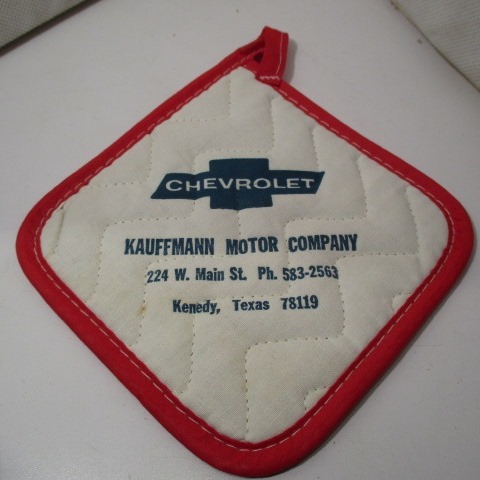 CHEVROLET
KAUFFMANN MOTOR COMPANY
224 W. Main St. Ph. 583-2563
Kenedy, Texas 78119